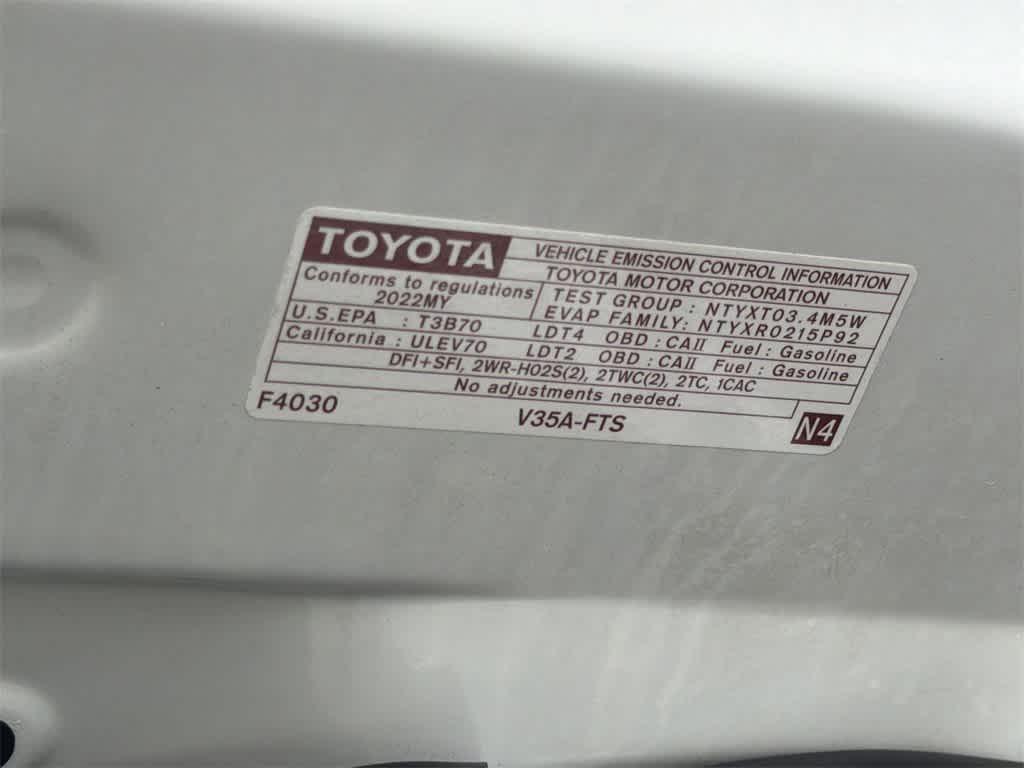 TOYOTA
VEHICLE EMISSION CONTROL INFORMATION
Conforms to regulations
2022MY
TOYOTA MOTOR CORPORATION
TEST GROUP : NTYXT03.4M5W
EVAP FAMILY: NTYXR0215P92
U.S.EPA : T3B70 LDT4 OBD : CAII Fuel : Gasoline
California : ULEV70 LDT2 OBD : CAII Fuel : Gasoline
DFI+SFI, 2WR-HO2S(2), 2TWC(2), 2TC, 1CAC
No adjustments needed.
F4030
V35A-FTS
N4